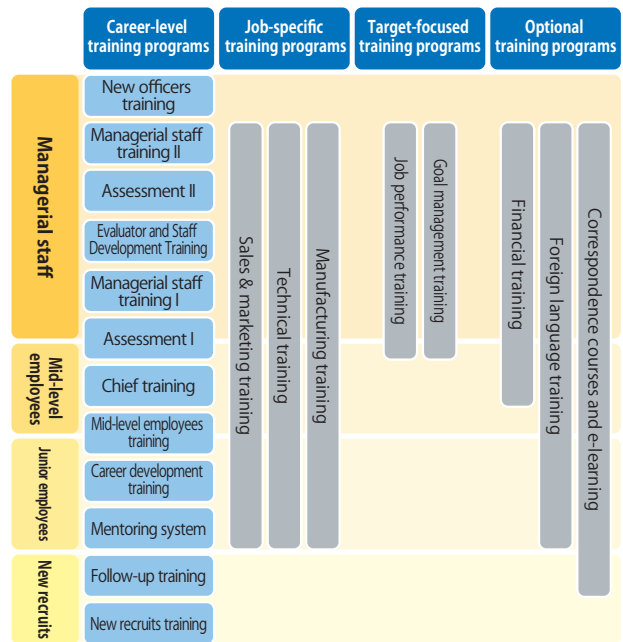 Career-level
training programs
Job-specific
training programs
Target-focused
training programs
Optional
training programs
Managerial staff
Mid-level
employees
Junior employees
New recruits
New officers
training
Managerial staff
training II
Assessment II
Evaluator and Staff
Development Training
Managerial staff
training I
Assessment I
Chief training
Mid-level employees
training
Career development
training
Mentoring system
Follow-up training
New recruits training
Sales & marketing training
Technical training
Manufacturing training
Job performance training
Goal management training
Financial training
Foreign language training
Correspondence courses and e-learning